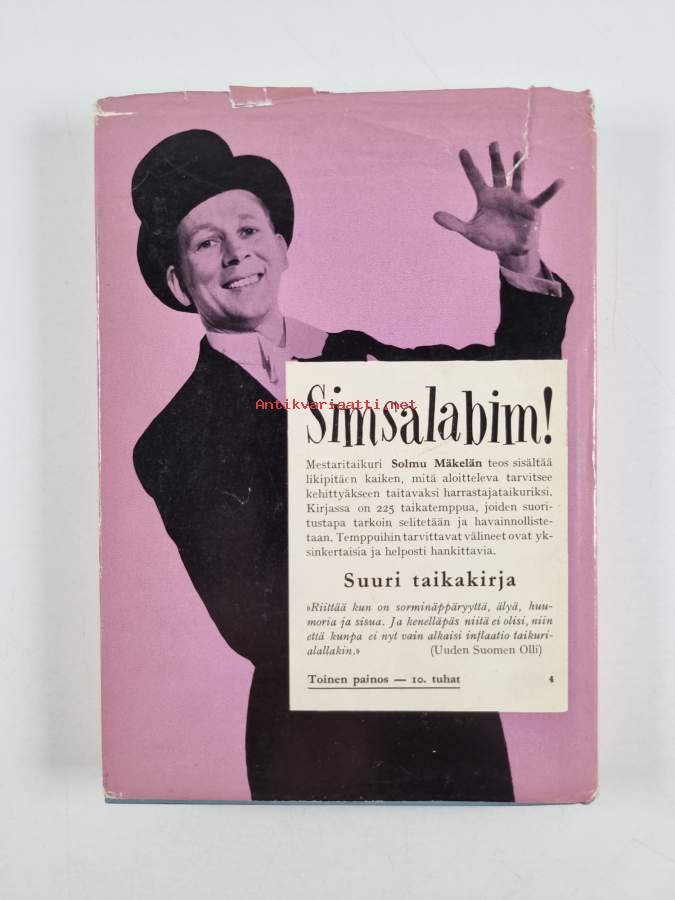 Antikvariaatti.net
Simsalabim!
Mestaritaikuri Solmu Mäkelän teos sisältää
likipitäen kaiken, mitä aloitteleva tarvitsee
kehittyäkseen taitavaksi harrastajataikuriksi.
Kirjassa on 225 taikatemppua, joiden suori-
tustapa tarkoin selitetään ja havainnolliste-
taan. Temppuihin tarvittavat välineet ovat yk-
sinkertaisia ja helposti hankittavia.
Suuri taikakirja
»Riittää kun on sorminäppäryyttä, älyä, huu-
moria ja sisua. Ja kenelläpäs niitä ei olisi, niin
että kunpa ei nyt vain alkaisi inflaatio taikuri-
alallakin.» (Uuden Suomen Olli)
Toinen painos — 10. tuhat 4